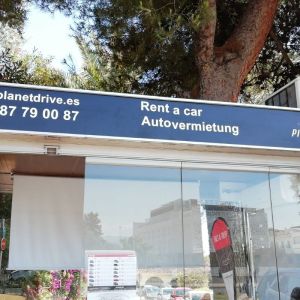 planetdrive.es
87 79 00 87
Rent a car
Autovermietung